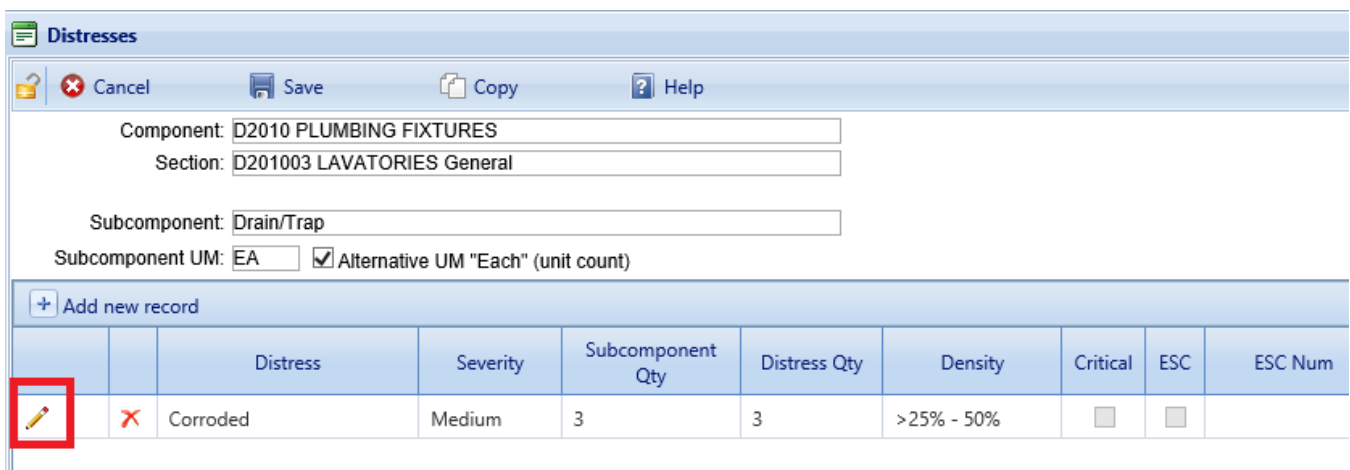 Distresses
Cancel Save Copy Help
Component: D2010 PLUMBING FIXTURES
Section: D201003 LAVATORIES General
Subcomponent: Drain/Trap
Subcomponent UM: EA Alternative UM "Each" (unit count)
Add new record
Distress Severity Subcomponent Qty Distress Qty Density Critical ESC ESC Num
Corroded Medium 3 3 >25% - 50%